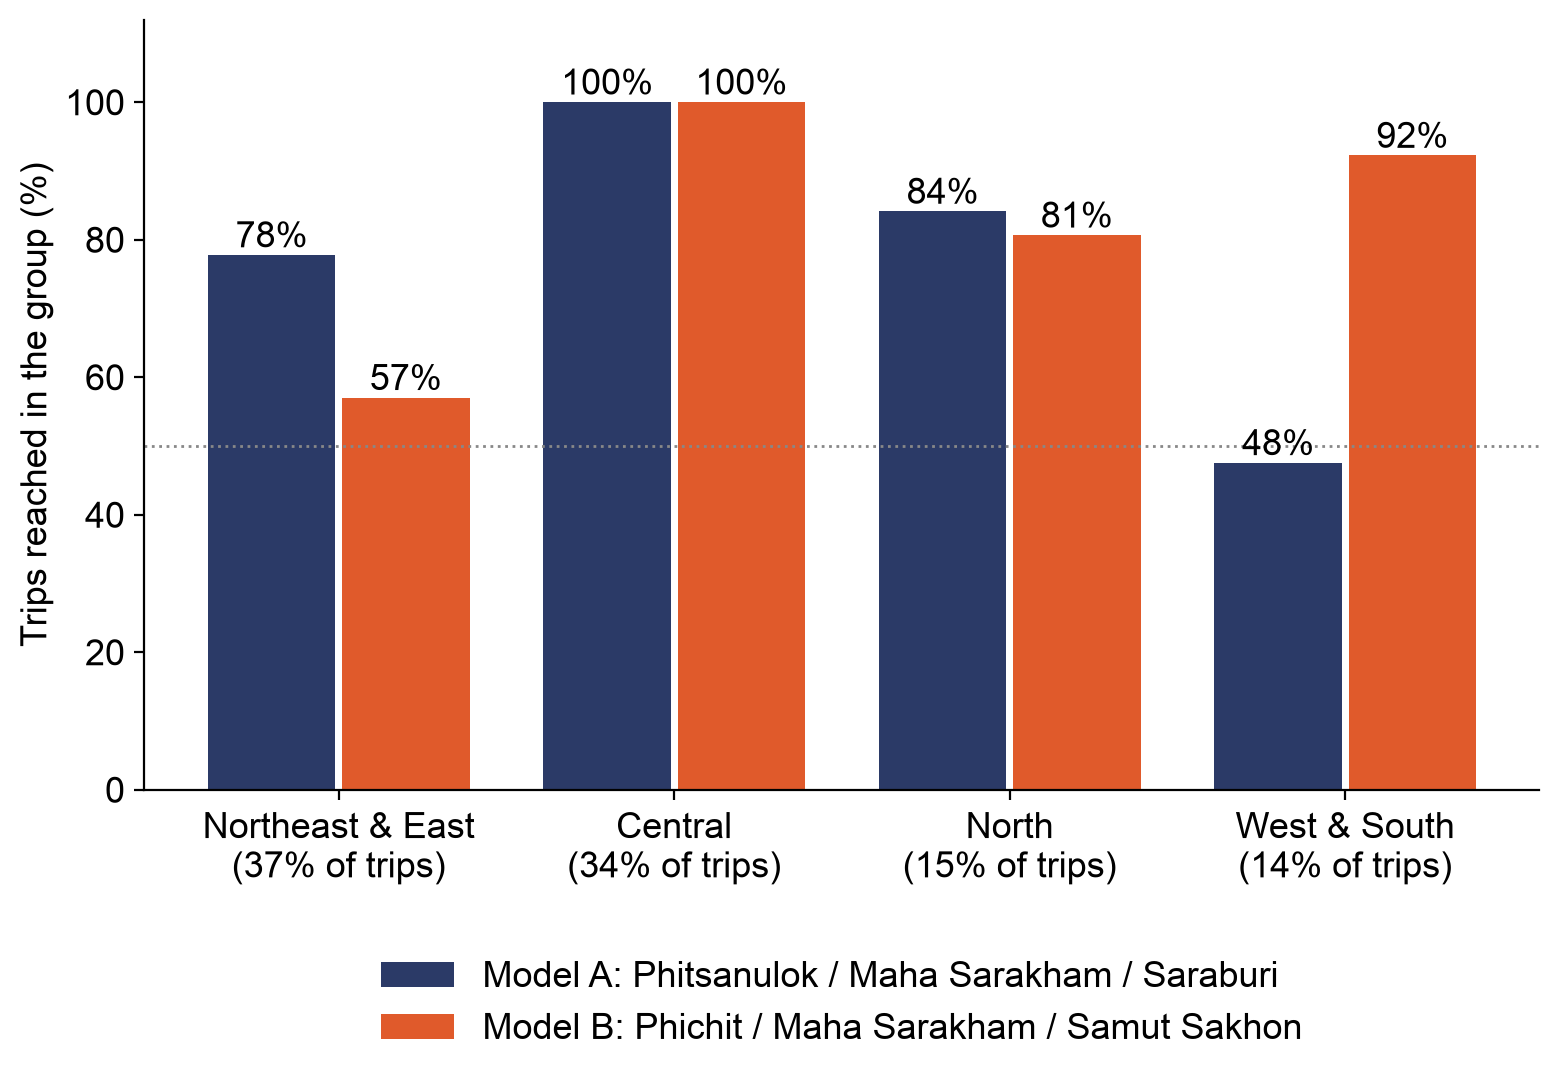 100% 100%
92%
84%
81%
78%
57%
48%
Trips reached in the group (%)
100
80
60
40
20
0
Northeast & East
(37% of trips)
Central
(34% of trips)
North
(15% of trips)
West & South
(14% of trips)
Model A: Phitsanulok / Maha Sarakham / Saraburi
Model B: Phichit / Maha Sarakham / Samut Sakhon